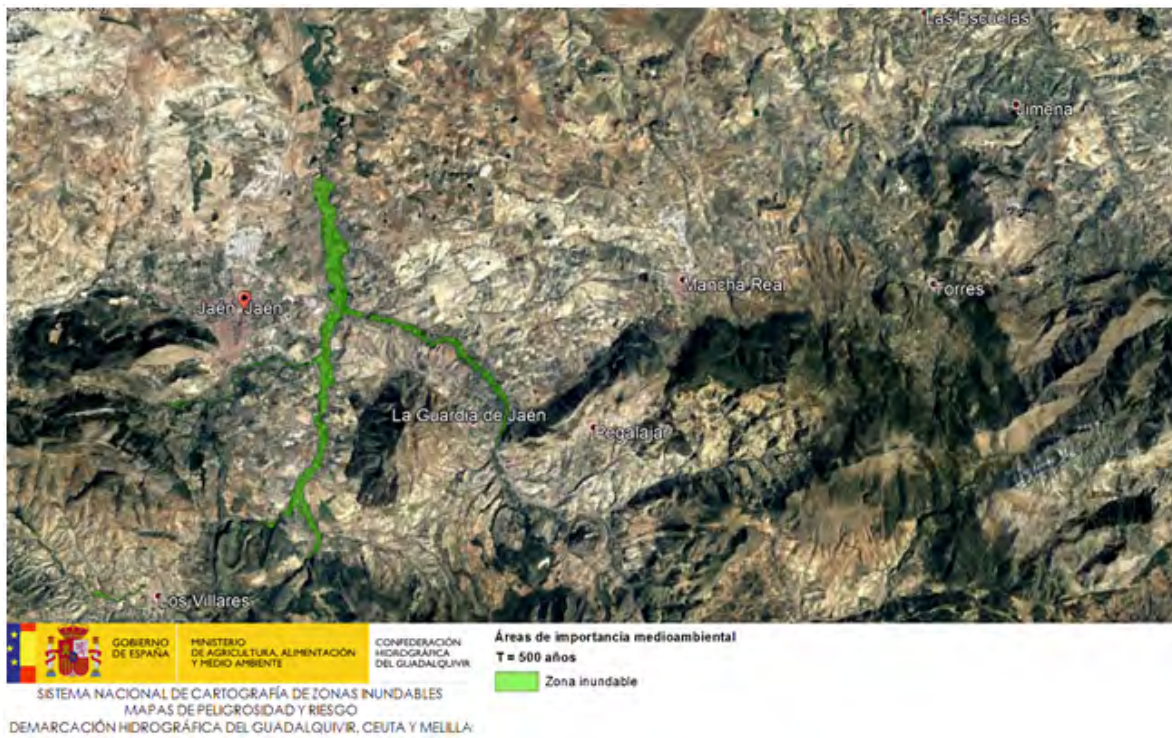 Las Escuelas
Jimena
Mancha Real
Torres
Jaén Jaén
La Guardia de Jaén
Pegalajar
Los Villares
GOBIERNO
DE ESPAÑA
MINISTERIO
DE AGRICULTURA, ALIMENTACIÓN
Y MEDIO AMBIENTE
CONFEDERACIÓN
HIDROGRÁFICA
DEL GUADALQUIVIR
SISTEMA NACIONAL DE CARTOGRAFÍA DE ZONAS INUNDABLES
MAPAS DE PELIGROSIDAD Y RIESGO
DEMARCACIÓN HIDROGRÁFICA DEL GUADALQUIVIR, CEUTA Y MELILLA
Áreas de importancia medioambiental
T = 500 años
Zona inundable